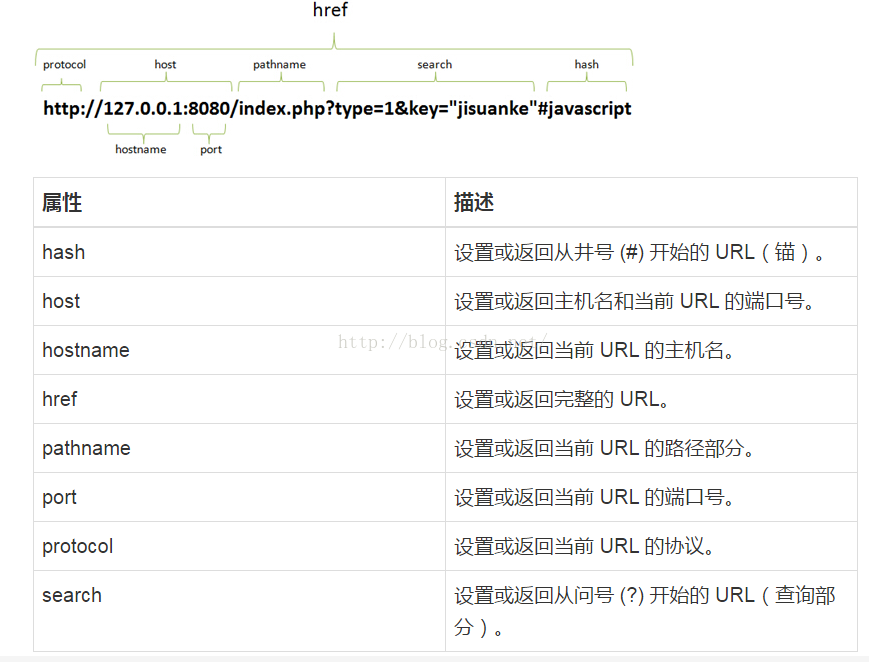 href
protocol host pathname search hash
http://127.0.0.1:8080/index.php?type=1&key="jisuanke"#javascript
hostname port
属性 描述
hash 设置或返回从井号 (#) 开始的 URL（锚）。
host 设置或返回主机名和当前 URL 的端口号。
http://blog.csdn.net/
hostname 设置或返回当前 URL 的主机名。
href 设置或返回完整的 URL。
pathname 设置或返回当前 URL 的路径部分。
port 设置或返回当前 URL 的端口号。
protocol 设置或返回当前 URL 的协议。
search 设置或返回从问号 (?) 开始的 URL（查询部
分）。